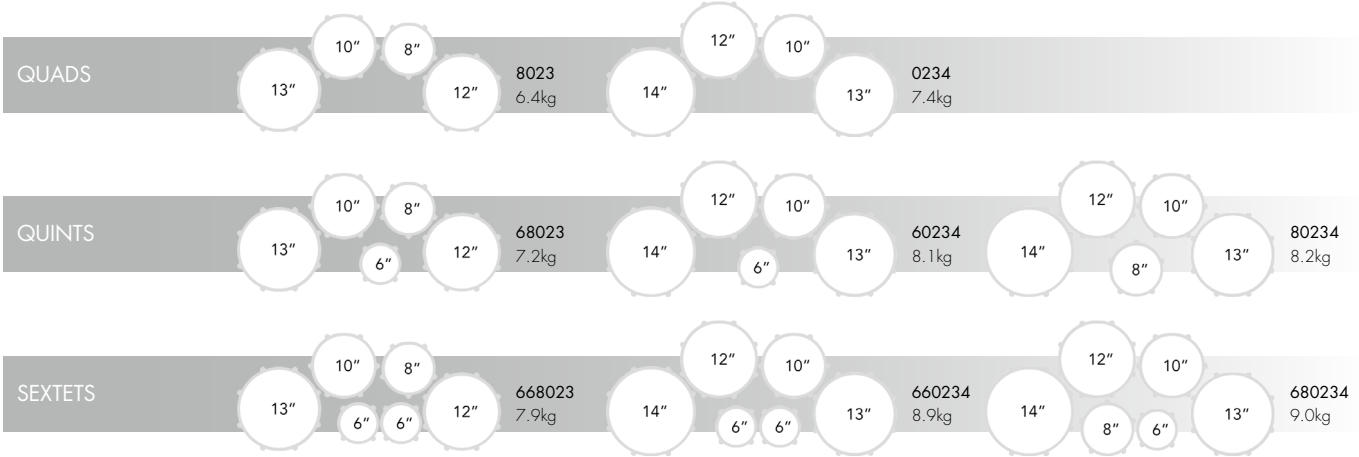 QUADS
13” 10” 8” 12”
8023
6.4kg
14” 12” 10” 13”
0234
7.4kg
QUINTS
13” 10” 8” 6” 12”
68023
7.2kg
14” 12” 10” 6” 13”
60234
8.1kg
14” 12” 10” 8” 13”
80234
8.2kg
SEXTETS
13” 10” 8” 6” 6” 12”
668023
7.9kg
14” 12” 10” 6” 6” 13”
660234
8.9kg
14” 12” 10” 8” 6” 13”
680234
9.0kg